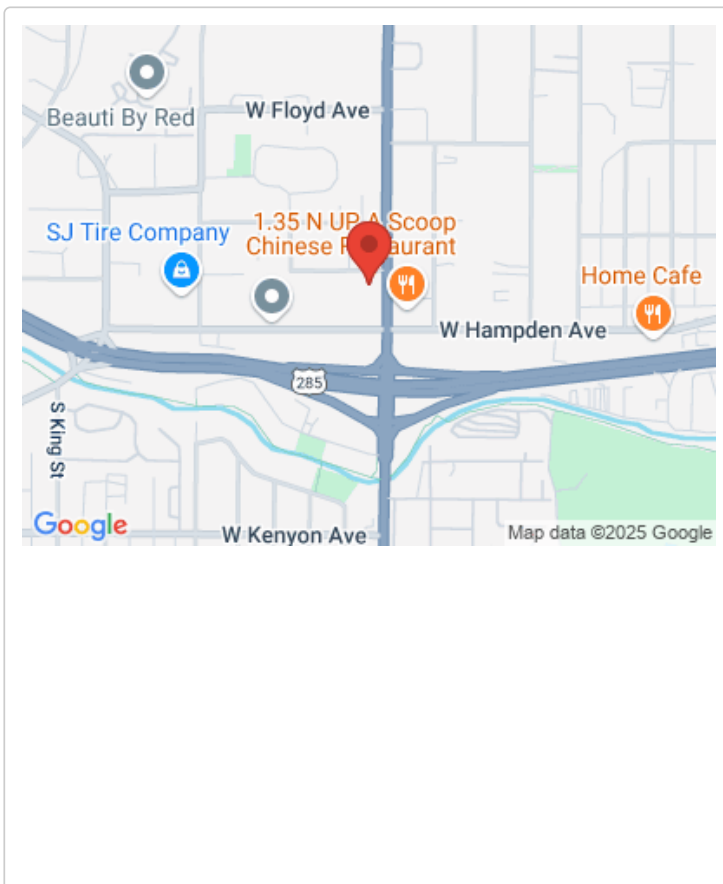 Beauti By Red
W Floyd Ave
SJ Tire Company
1.35 N UP A Scoop
Chinese
Home Cafe
W Hampden Ave
285
S King St
W Kenyon Ave
Google
Map data ©2025 Google